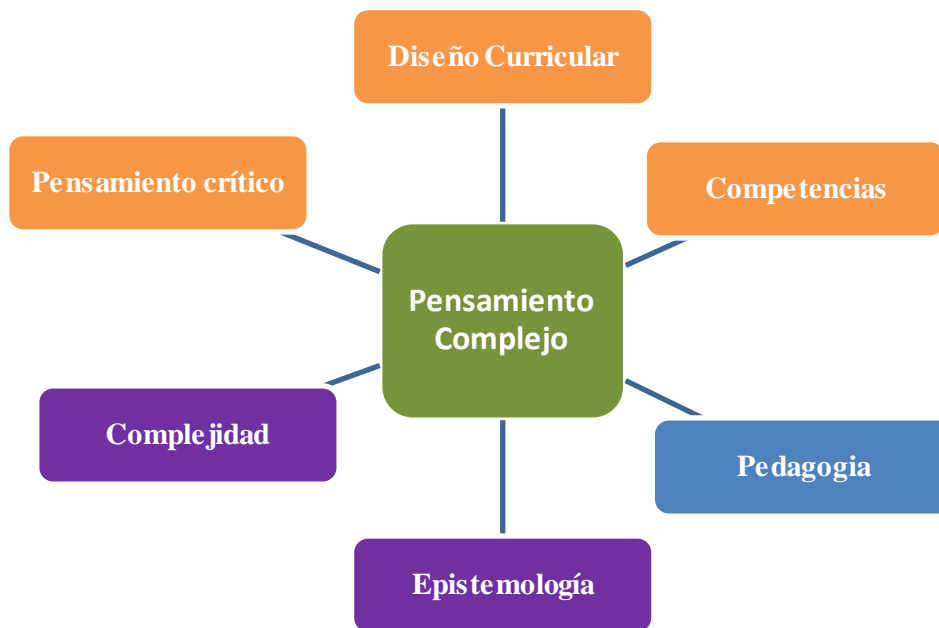 Diseño Curricular
Pensamiento crítico
Competencias
Pensamiento
Complejo
Complejidad
Pedagogia
Epistemología